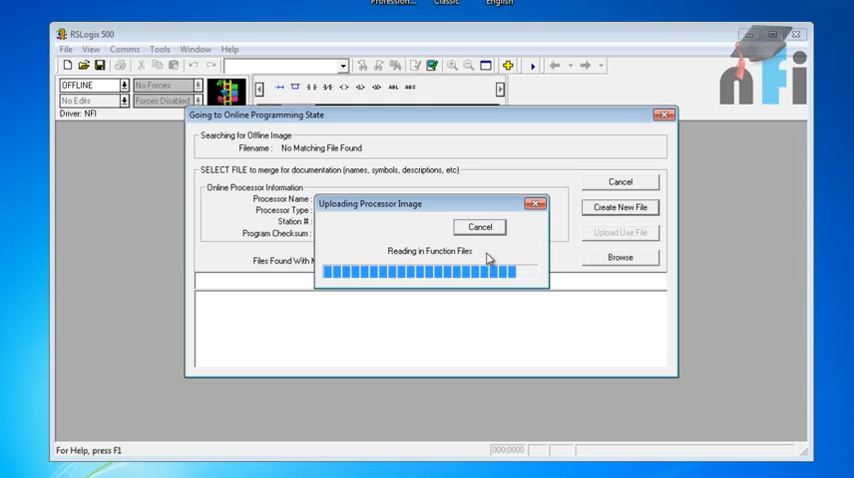 Profession... Classic English
RSLogix 500
File View Comms Tools Window Help
OFFLINE No Forces
No Edits Forces Disabled
Driver: NFI
ABL ABS
nfi
Going to Online Programming State
Searching for Offline Image
Filename : No Matching File Found
SELECT FILE to merge for documentation (names, symbols, descriptions, etc)
Online Processor Information
Processor Name :
Processor Type :
Station # :
Program Checksum :
Files Found With M
Cancel
Create New File
Upload Use File
Browse
Uploading Processor Image
Cancel
Reading in Function Files
For Help, press F1
000:0000